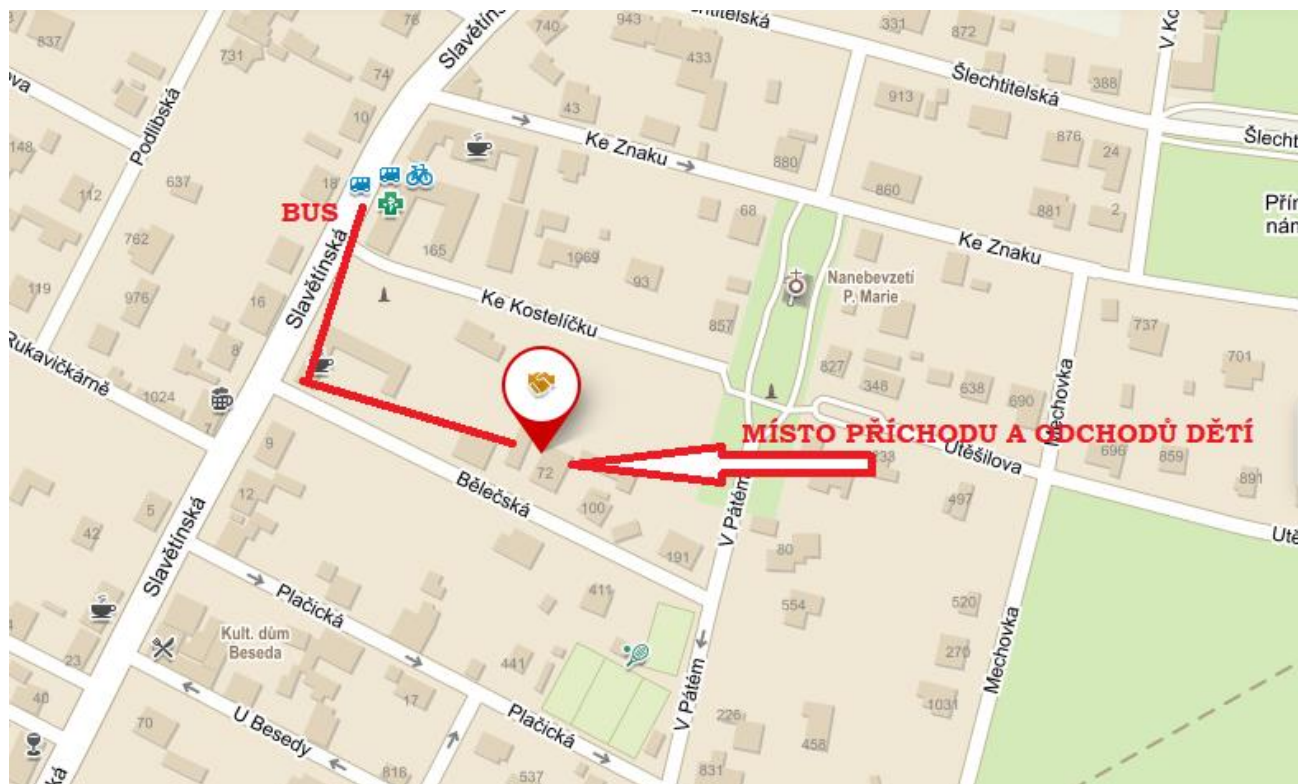 837
ova
148
119
Podlibská
112
762
976
637
731
78
74
10
18
Slavětínská
740
943
433
43
Ke Znaku
880
Šlechtitelská
331
872
388
913
876
24
V Ko
Šlecht
Přír
nám
860
881
2
Ke Znaku
68
BUS
165
1069
93
Slavětínská
16
8
Rukavičkárně
1024
7
Ke Kostelíčku
857
Nanebevzetí
P. Marie
827
348
638
690
Mechovka
737
701
MÍSTO PŘÍCHODU A ODCHODŮ DĚTÍ
Utěšilova
696
859
891
Utě
9
12
5
42
72
Bělečská
100
191
V Pátém
80
497
Slavětínská
Plačická
411
554
520
270
1031
Mechovka
Kult. dům
Beseda
23
40
70
U Besedy
17
816
441
Plačická
537
V Pátém
226
458
831
ká